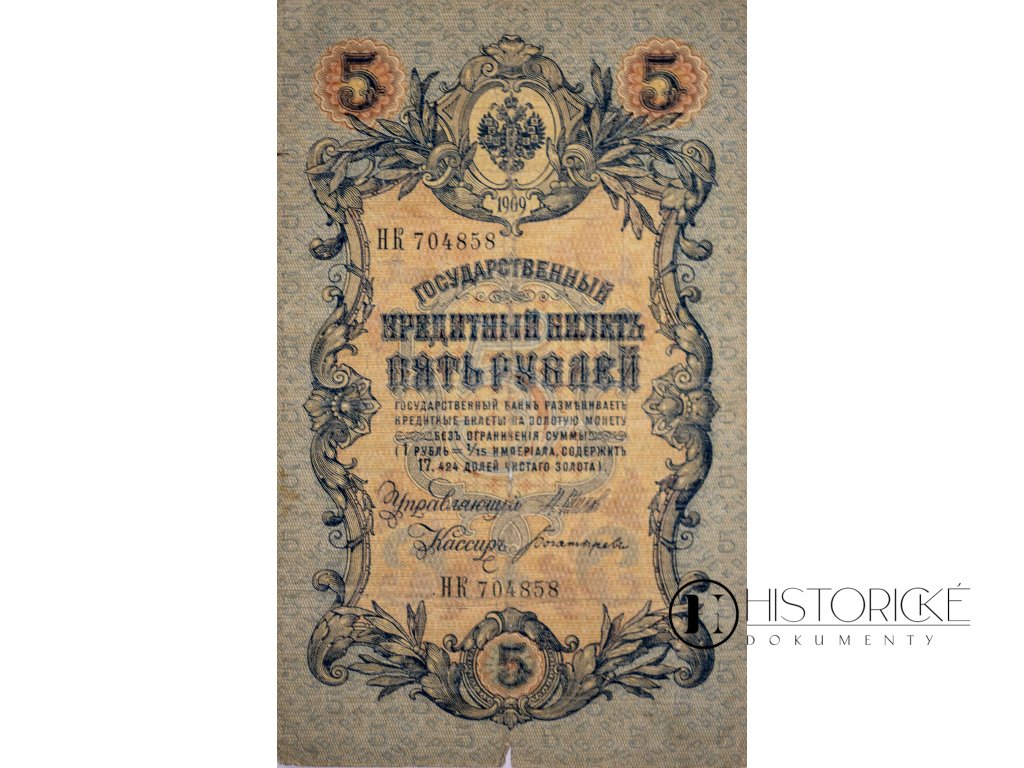 5 5
1909
НК 704858
ГОСУДАРСТВЕННЫЙ
КРЕДИТНЫЙ БИЛЕТЪ
ПЯТЬ РУБЛЕЙ
ГОСУДАРСТВЕННЫЙ БАНКЪ РАЗМѢНИВАЕТЪ
КРЕДИТНЫЕ БИЛЕТЫ НА ЗОЛОТУЮ МОНЕТУ
БЕЗЪ ОГРАНИЧЕНІЯ СУММЫ
(1 РУБЛЬ = 1/15 ИМПЕРІАЛА, СОДЕРЖИТЪ
17,424 ДОЛЕЙ ЧИСТАГО ЗОЛОТА).
Управляющій
Кассиръ Богатыревъ
НК 704858
5
HISTORICKÉ
DOKUMENTY